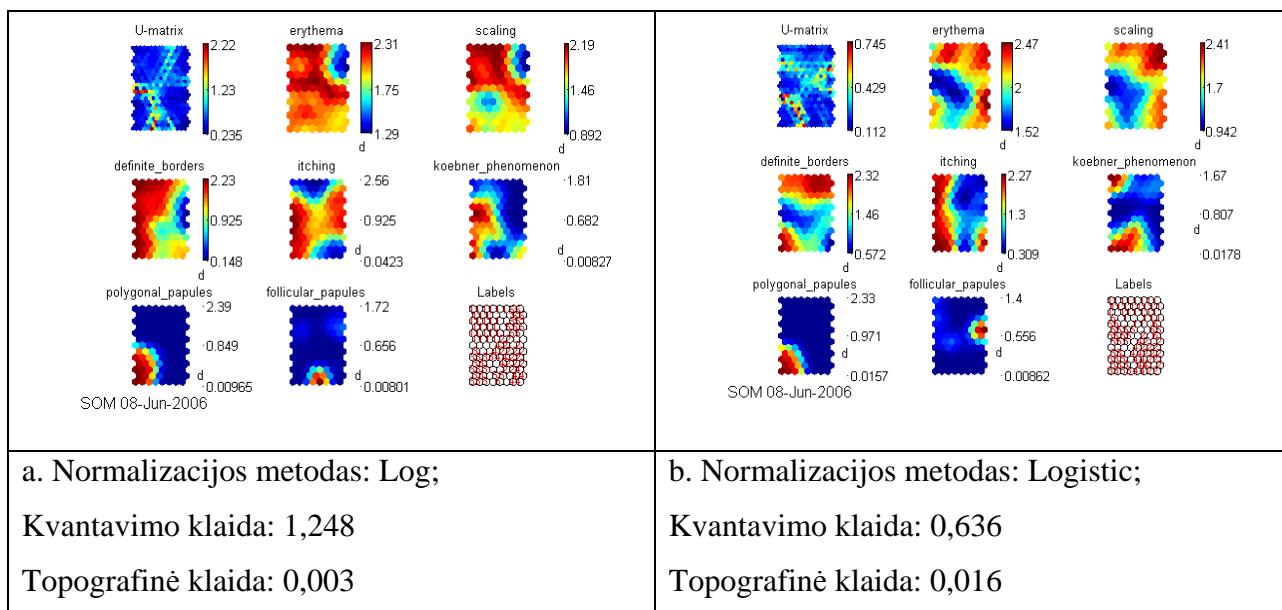 U-matrix erythema scaling
2.22 2.31 2.19
1.23 1.75 1.46
0.235 1.29 0.892
d
definite_borders itching koebner_phenomenon
2.23 2.56 1.81
0.925 0.925 0.682
0.148 0.0423 0.00827
d d
polygonal_papules follicular_papules Labels
2.39 1.72
0.849 0.656
0.00965 0.00801
d
SOM 08-Jun-2006
U-matrix erythema scaling
0.745 2.47 2.41
0.429 2 1.7
0.112 1.52 0.942
d
definite_borders itching koebner_phenomenon
2.32 2.27 1.67
1.46 1.3 0.807
0.572 0.309 0.0178
d d
polygonal_papules follicular_papules Labels
2.33 1.4
0.971 0.556
0.0157 0.00862
d d
SOM 08-Jun-2006
a. Normalizacijos metodas: Log;
Kvantavimo klaida: 1,248
Topografinė klaida: 0,003
b. Normalizacijos metodas: Logistic;
Kvantavimo klaida: 0,636
Topografinė klaida: 0,016